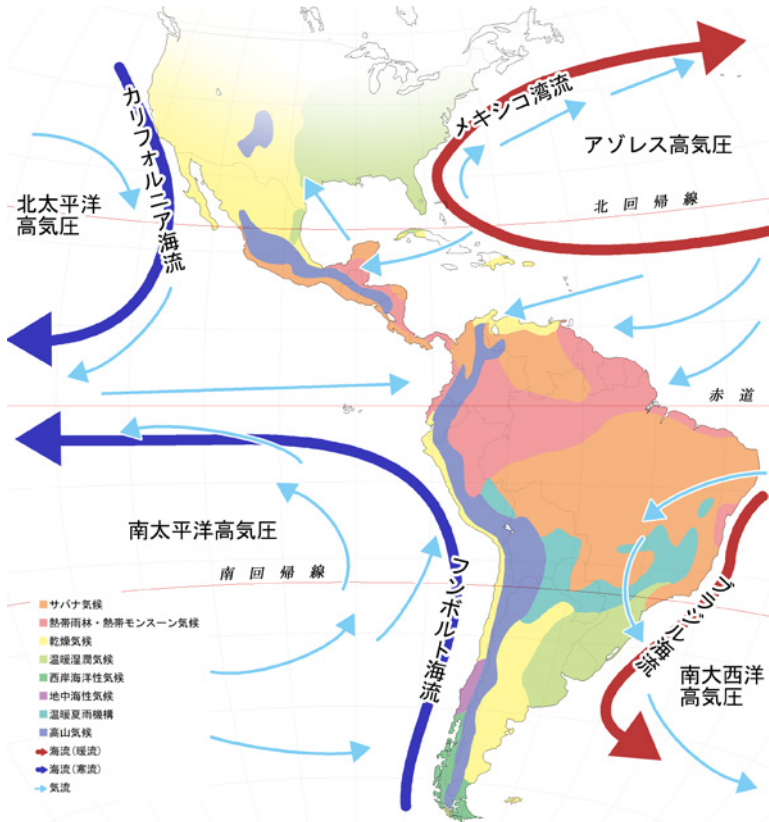 カリフォルニア海流
メキシコ湾流
アゾレス高気圧
北回帰線
北太平洋
高気圧
赤道
南太平洋高気圧
南回帰線
フンボルト海流
ブラジル海流
南大西洋
高気圧
サバナ気候
熱帯雨林・熱帯モンスーン気候
乾燥気候
温暖湿潤気候
西岸海洋性気候
地中海性気候
温暖夏雨機構
高山気候
海流(暖流)
海流(寒流)
気流